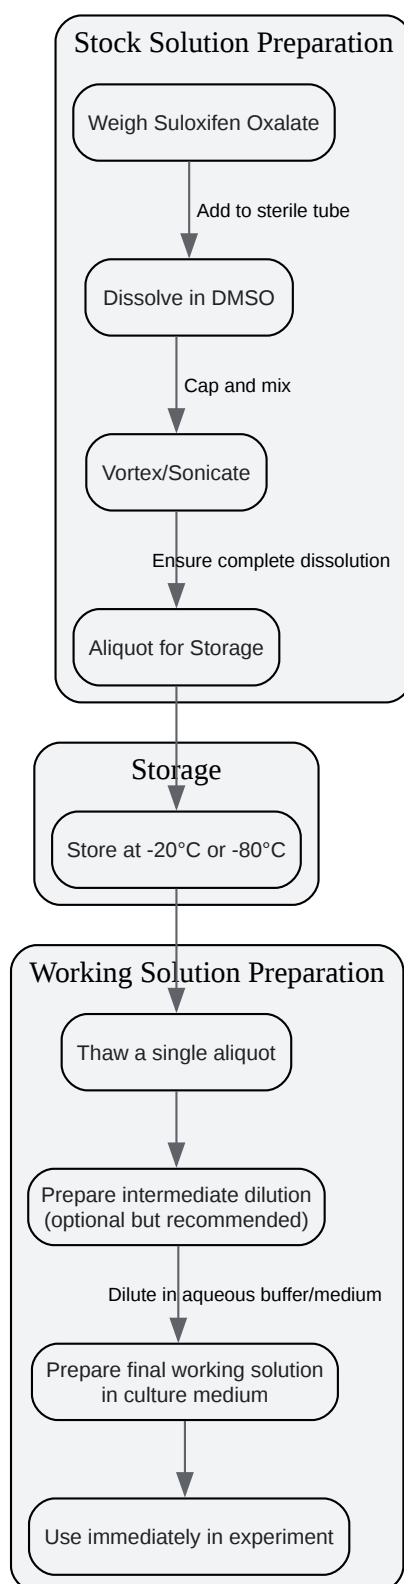 Stock Solution Preparation
Weigh Suloxifen Oxalate
Add to sterile tube
Dissolve in DMSO
Cap and mix
Vortex/Sonicate
Ensure complete dissolution
Aliquot for Storage
Storage
Store at -20°C or -80°C
Working Solution Preparation
Thaw a single aliquot
Prepare intermediate dilution
(optional but recommended)
Dilute in aqueous buffer/medium
Prepare final working solution
in culture medium
Use immediately in experiment